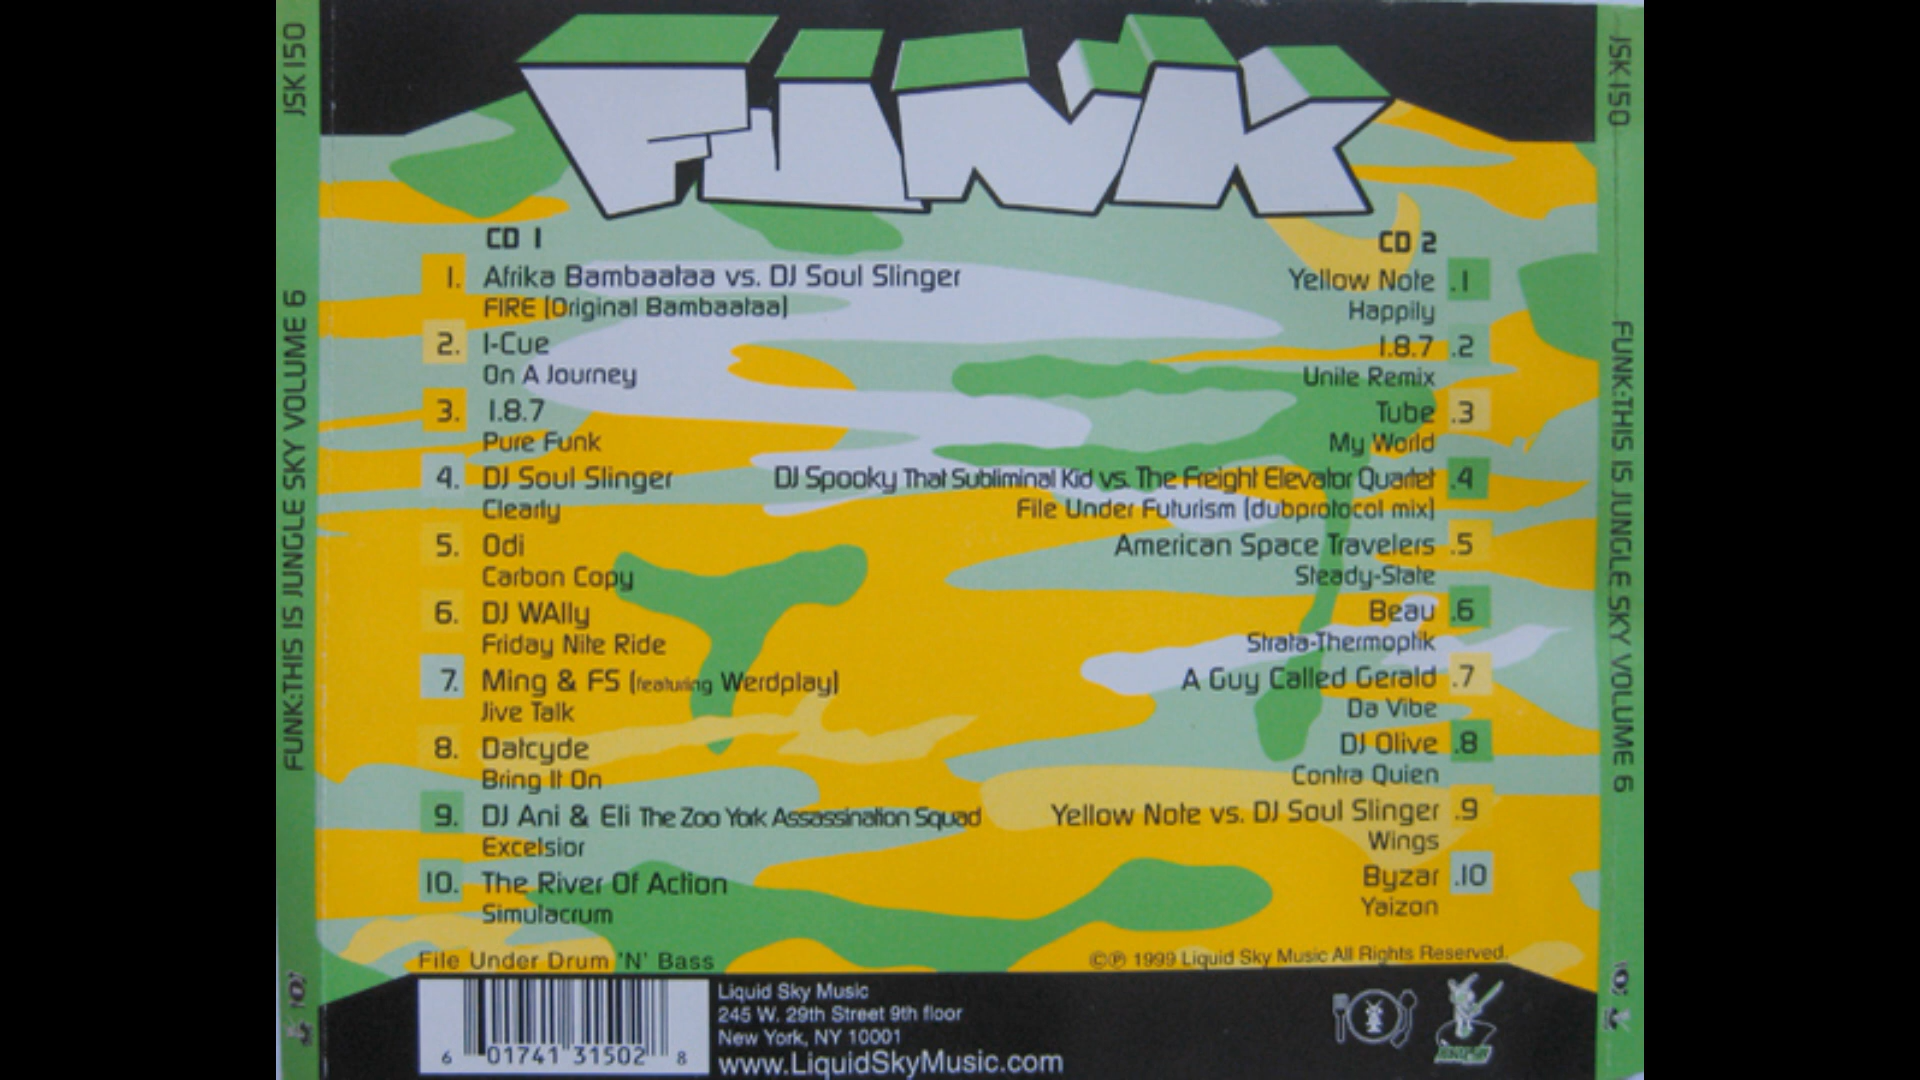 FUNK
JSK 150
FUNK:THIS IS JUNGLE SKY VOLUME 6
CD 1
1. Afrika Bambaataa vs. DJ Soul Slinger
FIRE (Original Bambaataa)
2. I-Cue
On A Journey
3. 1.8.7
Pure Funk
4. DJ Soul Slinger
Clearly
5. Odi
Carbon Copy
6. DJ WAlly
Friday Nite Ride
7. Ming & FS (featuring Werdplay)
Jive Talk
8. Datcyde
Bring It On
9. DJ Ani & Eli The Zoo York Assassination Squad
Excelsior
10. The River Of Action
Simulacrum
CD 2
Yellow Note .1
Happily
1.8.7 .2
Unite Remix
Tube .3
My World
DJ Spooky That Subliminal Kid vs. The Freight Elevator Quartet .4
File Under Futurism (dubprotocol mix)
American Space Travelers .5
Steady-State
Beau .6
Strata-Thermoptik
A Guy Called Gerald .7
Da Vibe
DJ Olive .8
Contra Quien
Yellow Note vs. DJ Soul Slinger .9
Wings
Byzar .10
Yaizon
File Under Drum 'N' Bass
©℗ 1999 Liquid Sky Music All Rights Reserved.
6 01741 31502 8
Liquid Sky Music
245 W. 29th Street 9th floor
New York, NY 10001
www.LiquidSkyMusic.com
JSK 150
FUNK:THIS IS JUNGLE SKY VOLUME 6